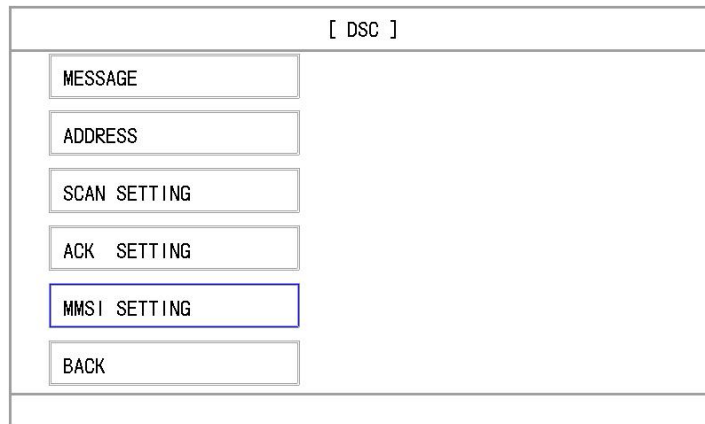 [ DSC ]
MESSAGE
ADDRESS
SCAN SETTING
ACK  SETTING
MMSI SETTING
BACK